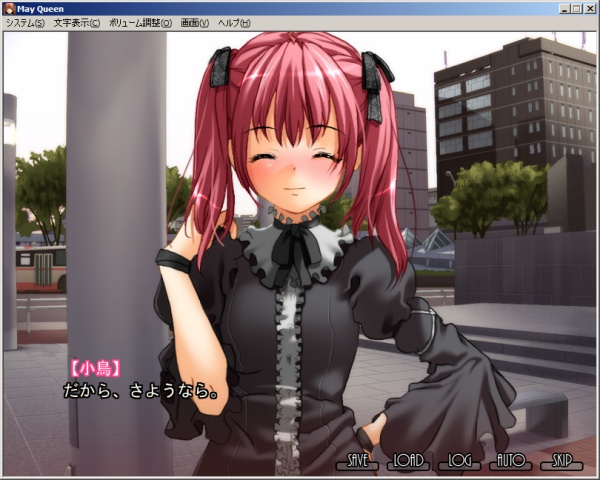 May Queen
システム(S) 文字表示(C) ボリューム調整(O) 画面(V) ヘルプ(H)
【小鳥】
だから、さようなら。
SAVE LOAD LOG AUTO SKIP